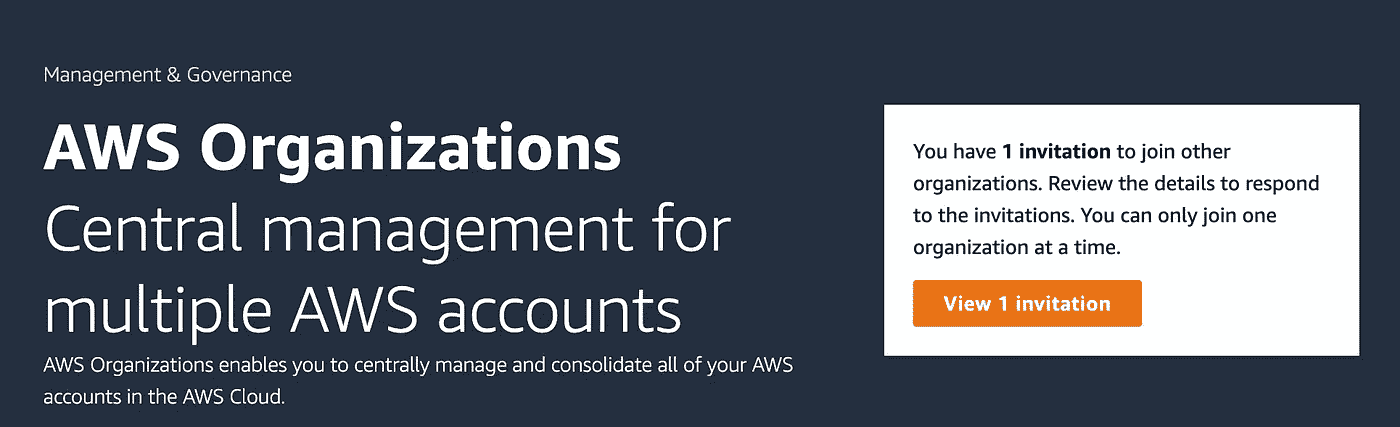 Management & Governance
AWS Organizations
Central management for
multiple AWS accounts
AWS Organizations enables you to centrally manage and consolidate all of your AWS
accounts in the AWS Cloud.
You have 1 invitation to join other
organizations. Review the details to respond
to the invitations. You can only join one
organization at a time.
View 1 invitation